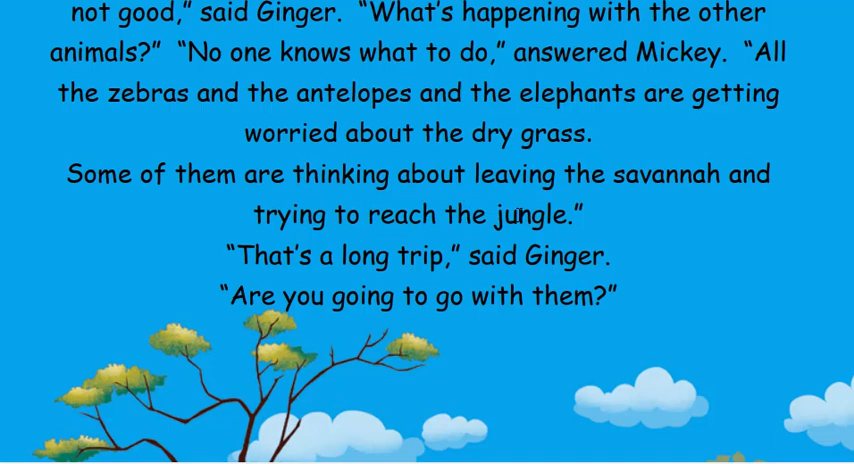 not good,” said Ginger.  “What’s happening with the other
animals?”  “No one knows what to do,” answered Mickey.  “All
the zebras and the antelopes and the elephants are getting
worried about the dry grass.
Some of them are thinking about leaving the savannah and
trying to reach the jungle.”
“That’s a long trip,” said Ginger.
“Are you going to go with them?”